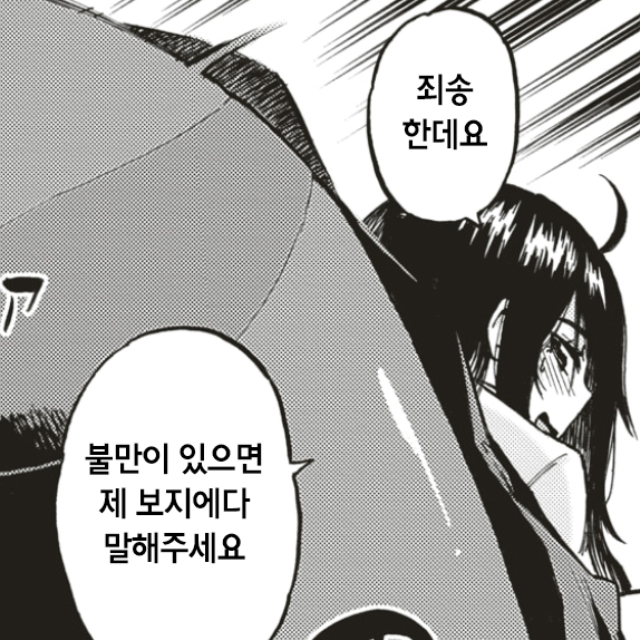 죄송
한데요
불만이 있으면
제 보지에다
말해주세요